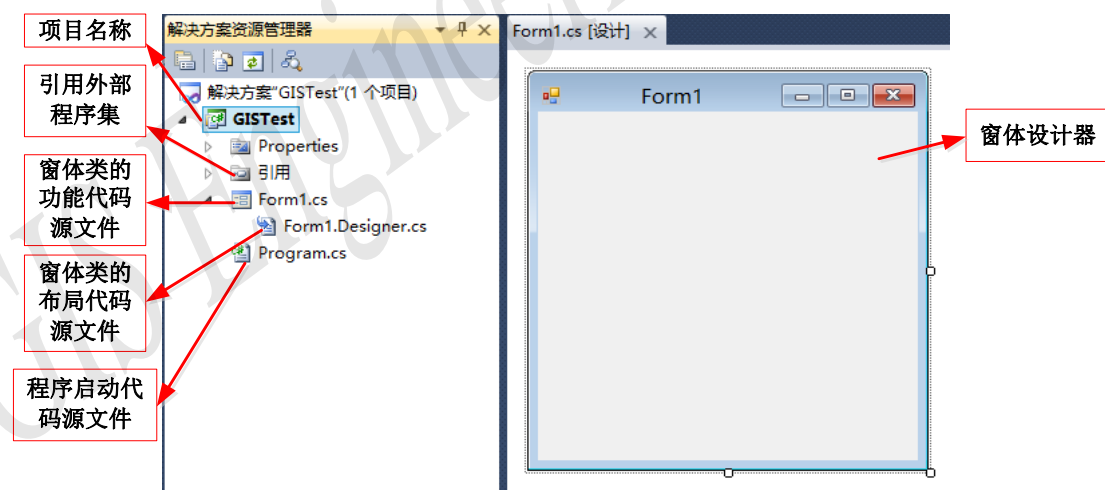 项目名称
引用外部
程序集
窗体类的
功能代码
源文件
窗体类的
布局代码
源文件
程序启动代
码源文件
解决方案资源管理器
解决方案"GISTest"(1 个项目)
GISTest
Properties
引用
Form1.cs
Form1.Designer.cs
Program.cs
Form1.cs [设计]
Form1
窗体设计器